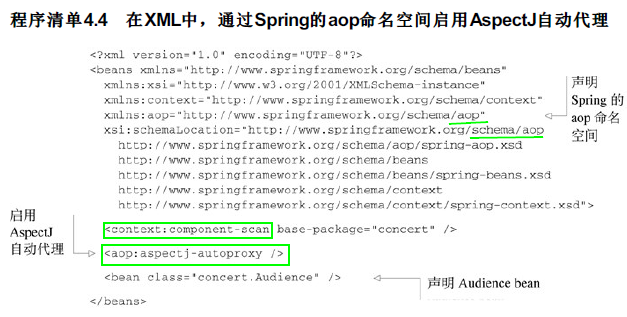 程序清单4.4 在XML中，通过Spring的aop命名空间启用AspectJ自动代理
<?xml version="1.0" encoding="UTF-8"?>
<beans xmlns="http://www.springframework.org/schema/beans"
xmlns:xsi="http://www.w3.org/2001/XMLSchema-instance"
xmlns:context="http://www.springframework.org/schema/context"
xmlns:aop="http://www.springframework.org/schema/aop"
xsi:schemaLocation="http://www.springframework.org/schema/aop
http://www.springframework.org/schema/aop/spring-aop.xsd
http://www.springframework.org/schema/beans
http://www.springframework.org/schema/beans/spring-beans.xsd
http://www.springframework.org/schema/context
http://www.springframework.org/schema/context/spring-context.xsd">
声明
Spring 的
aop 命名
空间
<context:component-scan base-package="concert" />
启用
AspectJ
自动代理
<aop:aspectj-autoproxy />
<bean class="concert.Audience" />
声明 Audience bean
</beans>